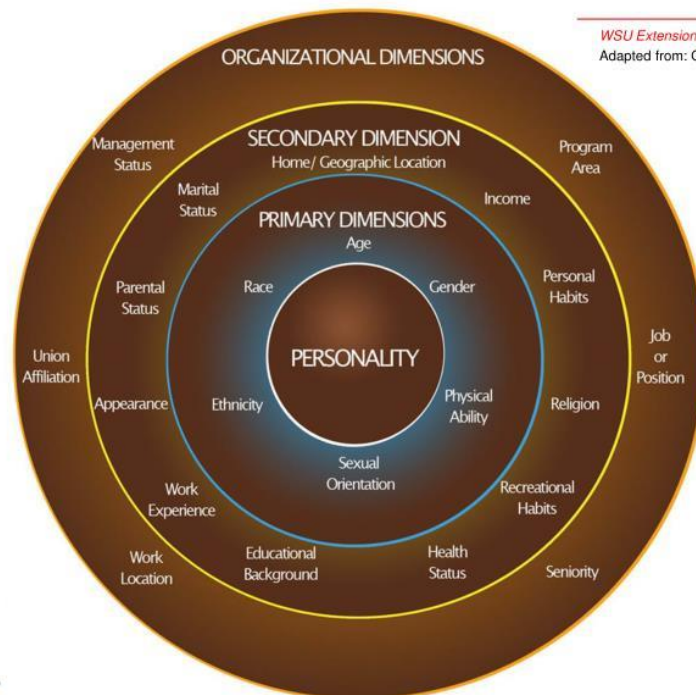 WSU Extension
Adapted from:
ORGANIZATIONAL DIMENSIONS
Management
Status
Program
Area
SECONDARY DIMENSION
Home/ Geographic Location
Marital
Status
Income
PRIMARY DIMENSIONS
Age
Race
Gender
Parental
Status
Personal
Habits
Union
Affiliation
PERSONALITY
Job
or
Position
Appearance
Ethnicity
Physical
Ability
Religion
Sexual
Orientation
Work
Experience
Recreational
Habits
Work
Location
Educational
Background
Health
Status
Seniority